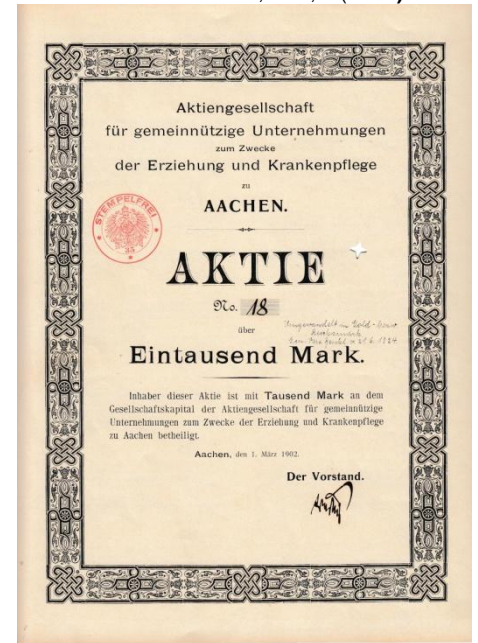 Aktiengesellschaft
für gemeinnützige Unternehmungen
zum Zwecke
der Erziehung und Krankenpflege
zu
AACHEN.
STEMPELFREI
35
AKTIE
No. 18
über
Eintausend Mark.
Inhaber dieser Aktie ist mit Tausend Mark an dem
Gesellschaftskapital der Aktiengesellschaft für gemeinnützige
Unternehmungen zum Zwecke der Erziehung und Krankenpflege
zu Aachen betheiligt.
Aachen, den 1. März 1902.
Der Vorstand.